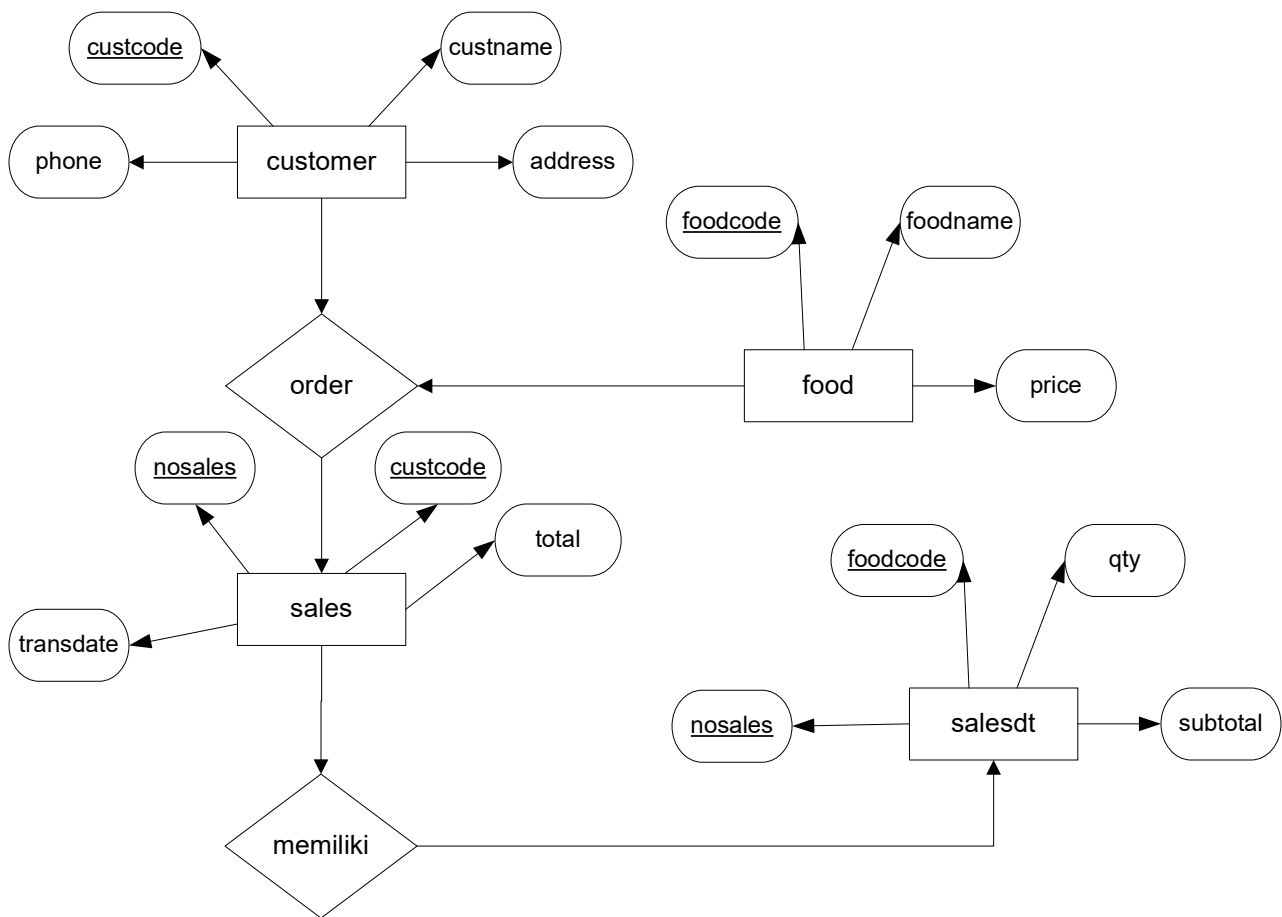 custcode
custname
phone
customer
address
foodcode
foodname
order
food
price
nosales
custcode
total
foodcode
qty
sales
transdate
nosales
salesdt
subtotal
memiliki